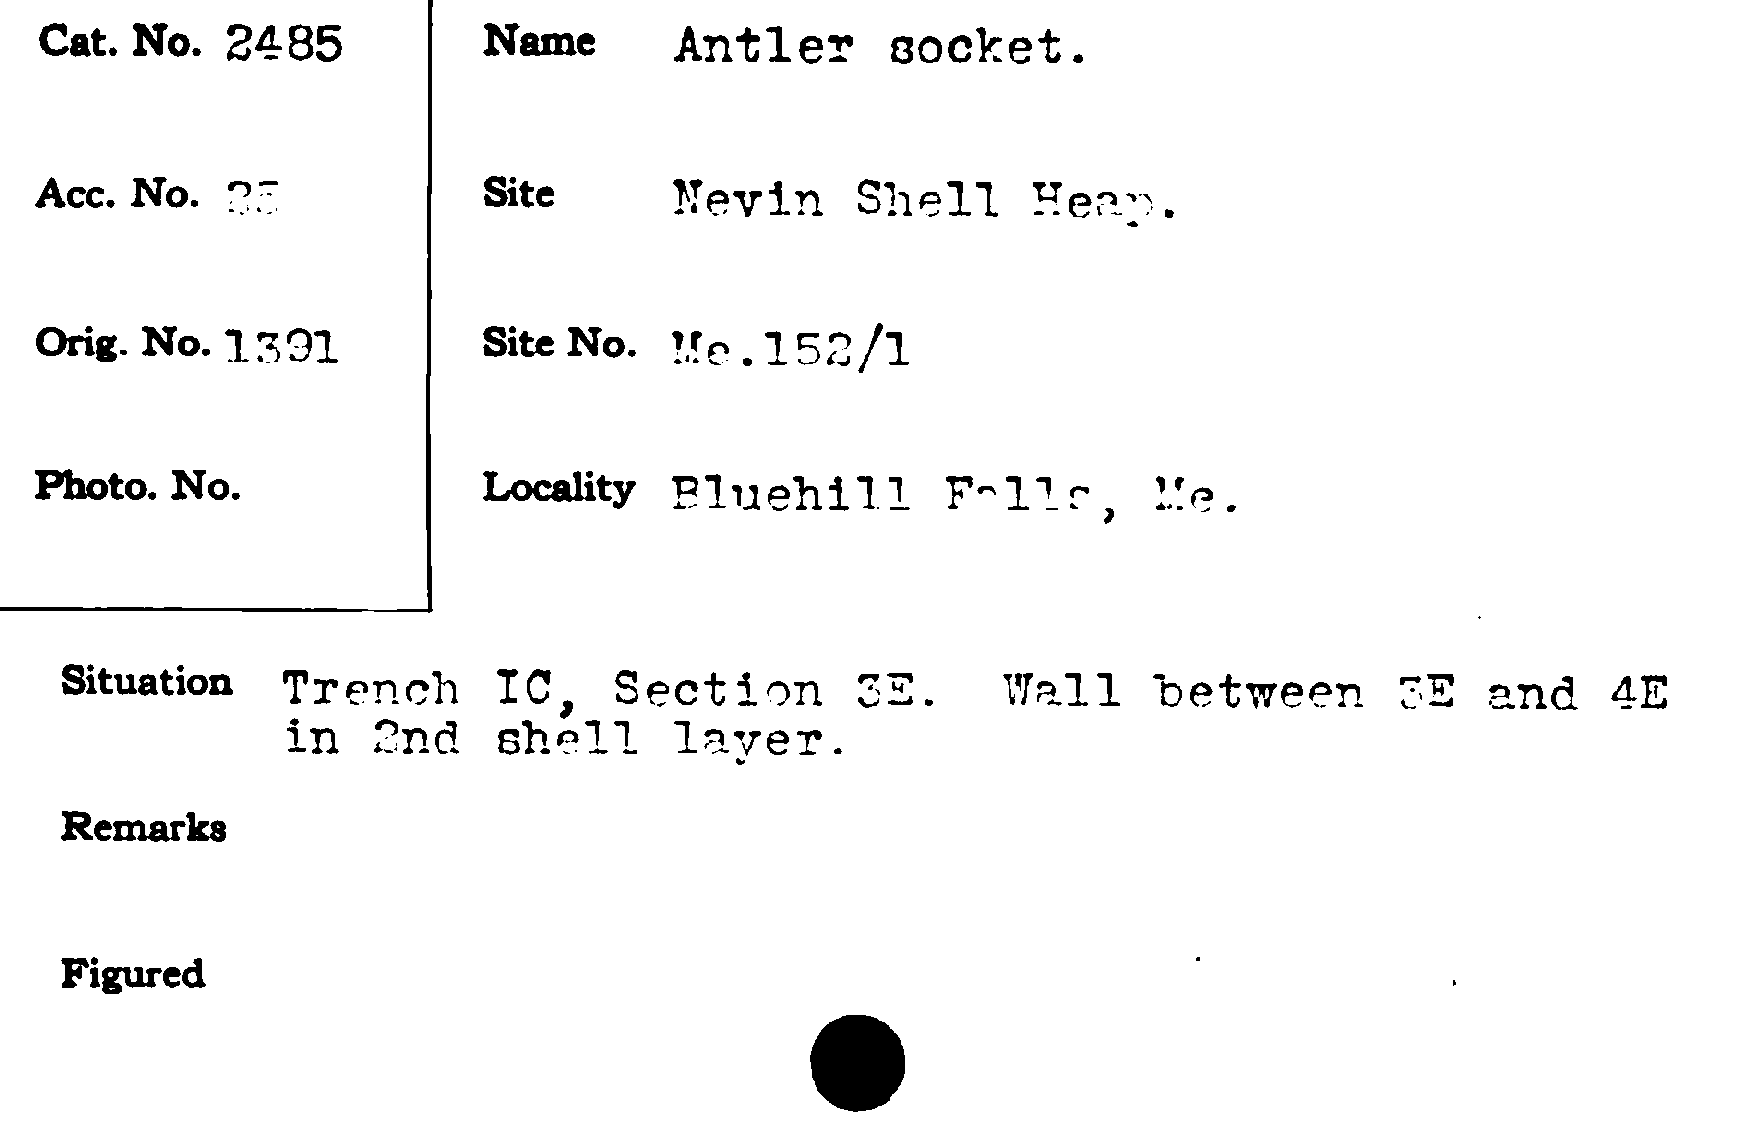 Cat. No. 2485
Name Antler socket.
Acc. No.
Site Nevin Shell Heap.
Orig. No. 1391
Site No. Me.152/1
Photo. No.
Locality Bluehill Falls, Me.
Situation Trench IC, Section 3E. Wall between 3E and 4E
in 2nd shell layer.
Remarks
Figured